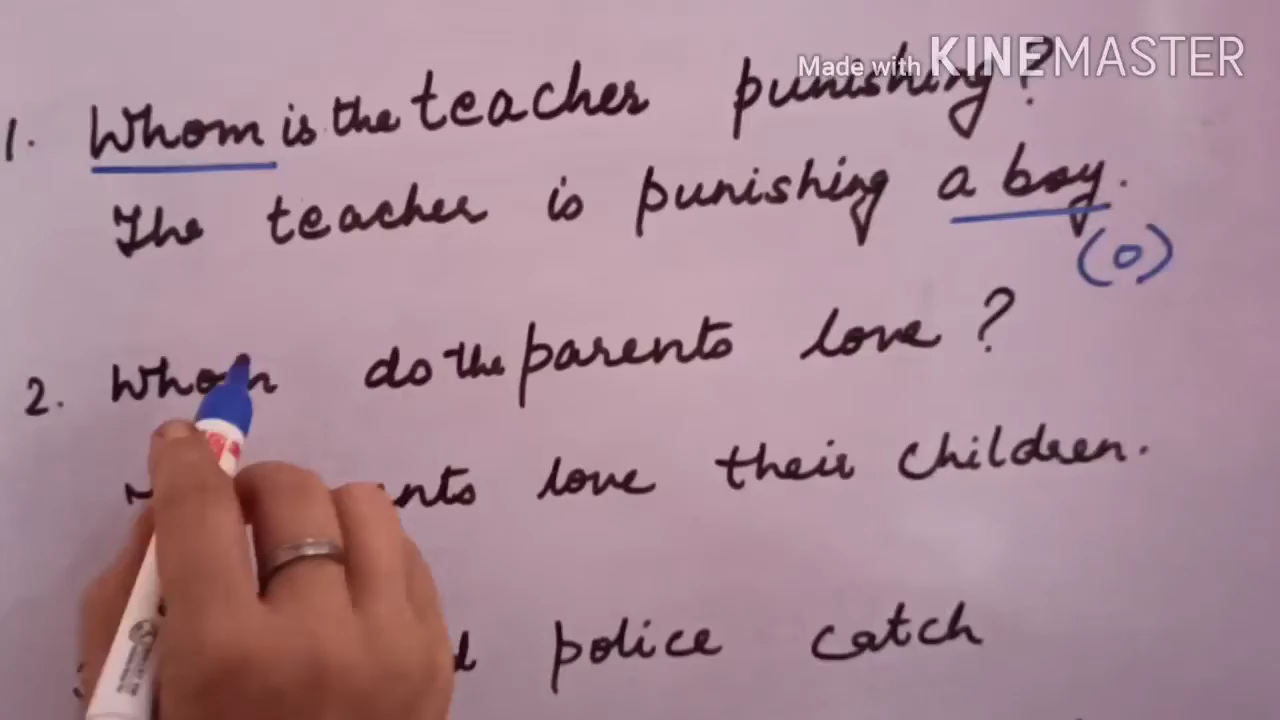 Made with KINEMASTER
1. Whom is the teacher punishing?
The teacher is punishing a boy.
(O)
2. Whom do the parents love?
love their children.
police catch